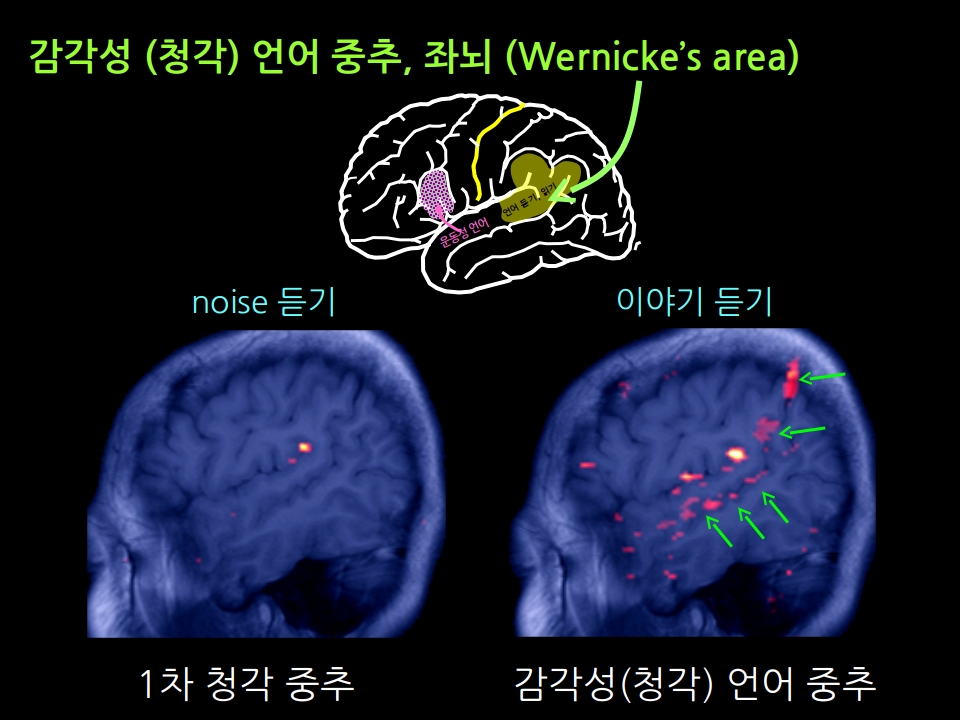 감각성 (청각) 언어 중추, 좌뇌 (Wernicke’s area)
언어 듣기, 읽기
운동성 언어
noise 듣기
이야기 듣기
1차 청각 중추
감각성(청각) 언어 중추